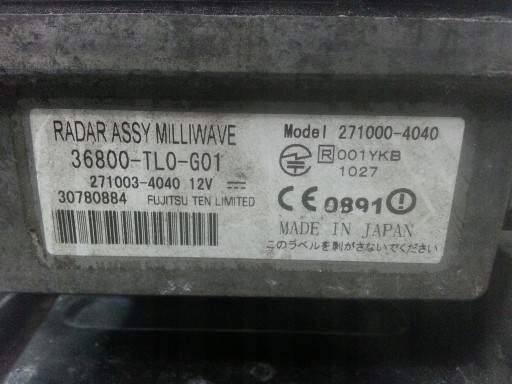 RADAR ASSY MILLIWAVE
36800-TL0-G01
271003-4040 12V
30780884 FUJITSU TEN LIMITED
Model 271000-4040
R 001YKB
1027
CE 0891
MADE IN JAPAN
このラベルを剥がさないでください